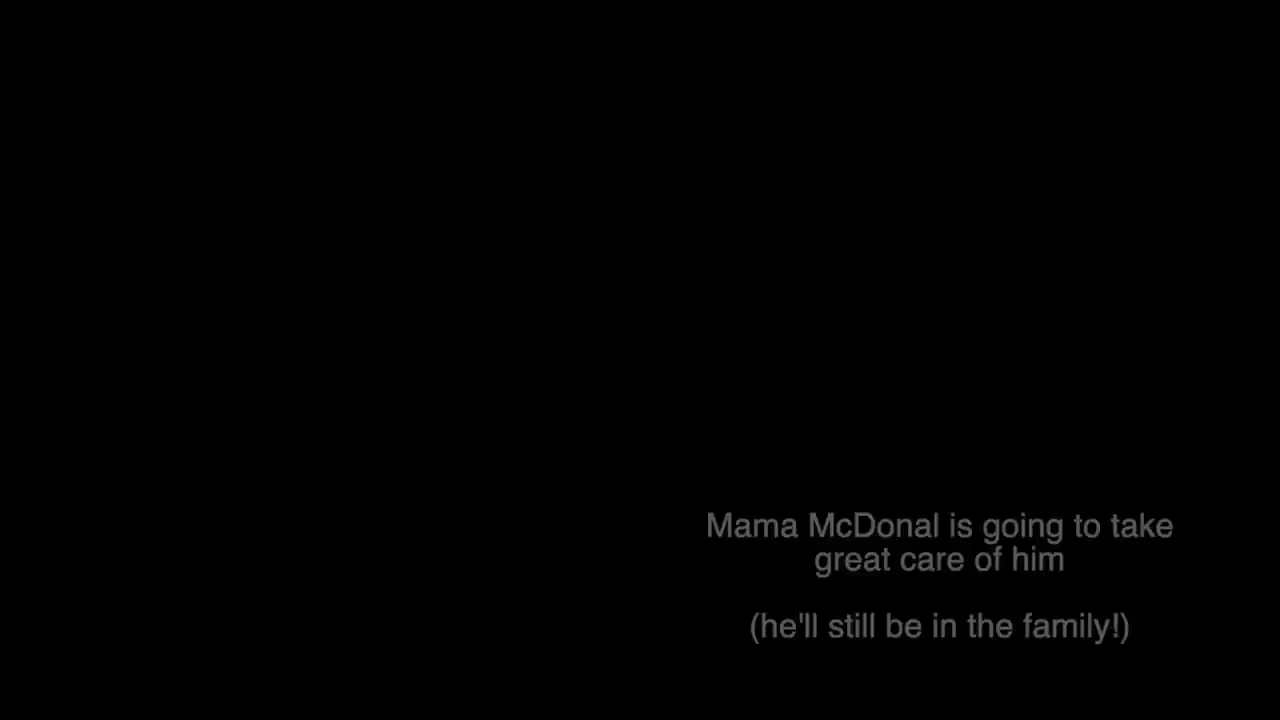 Mama McDonal is going to take
great care of him
(he'll still be in the family!)